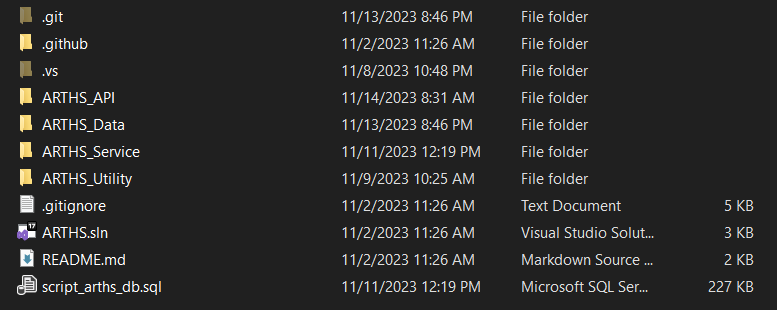 .git 11/13/2023 8:46 PM File folder
.github 11/2/2023 11:26 AM File folder
.vs 11/8/2023 10:48 PM File folder
ARTHS_API 11/14/2023 8:31 AM File folder
ARTHS_Data 11/13/2023 8:46 PM File folder
ARTHS_Service 11/11/2023 12:19 PM File folder
ARTHS_Utility 11/9/2023 10:25 AM File folder
.gitignore 11/2/2023 11:26 AM Text Document 5 KB
17 ARTHS.sln 11/2/2023 11:26 AM Visual Studio Solut... 3 KB
README.md 11/2/2023 11:26 AM Markdown Source ... 2 KB
script_arths_db.sql 11/11/2023 12:19 PM Microsoft SQL Ser... 227 KB